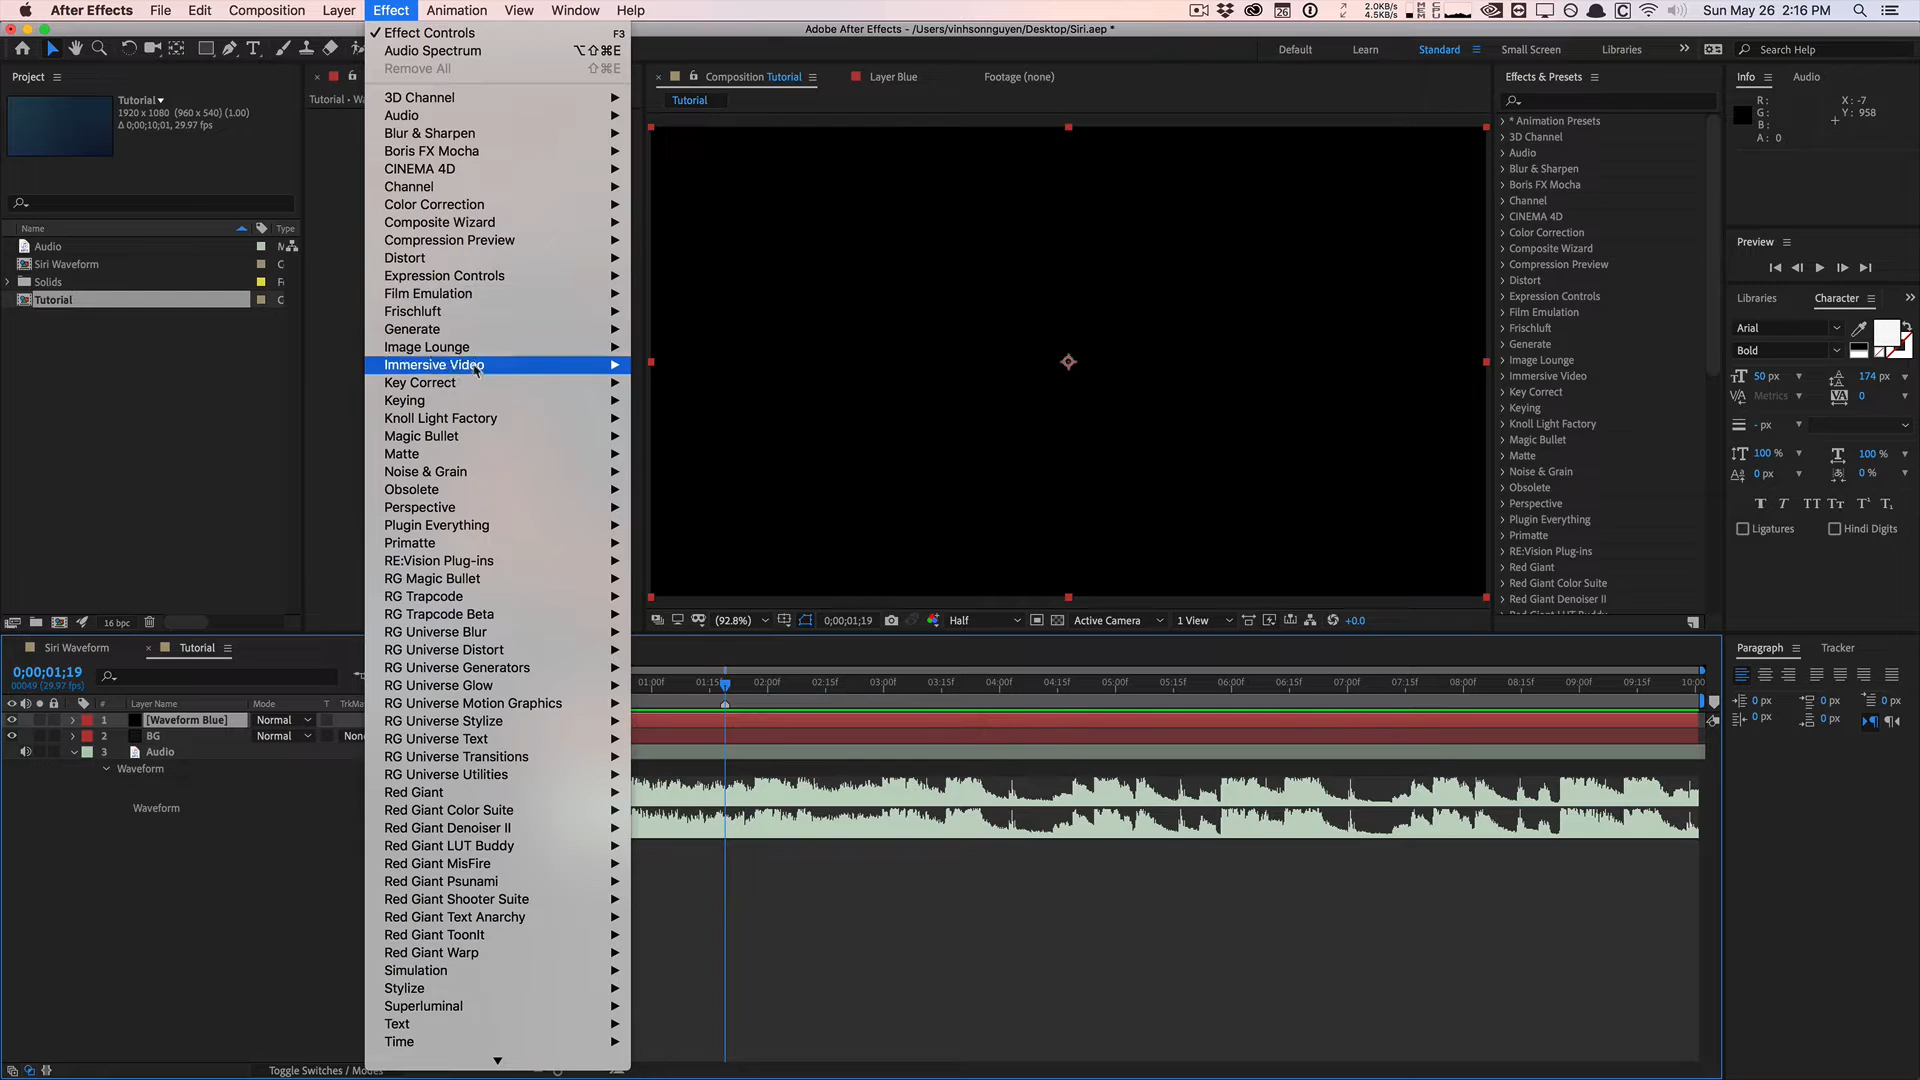 After Effects File Edit Composition Layer Effect Animation View Window Help
2.0KB/s
4.5KB/s
26
Sun May 26 2:16 PM
Adobe After Effects - /Users/vinhsonnguyen/Desktop/Siri.aep *
Default Learn Standard Small Screen Libraries Search Help
Project
Tutorial
1920 x 1080 (960 x 540) (1.00)
Δ 0;00;10;01, 29.97 fps
Name Type
Audio
Siri Waveform
Solids
Tutorial
16 bpc
✓ Effect Controls F3
Audio Spectrum ⌥⇧⌘E
Remove All ⇧⌘E
3D Channel
Audio
Blur & Sharpen
Boris FX Mocha
CINEMA 4D
Channel
Color Correction
Composite Wizard
Compression Preview
Distort
Expression Controls
Film Emulation
Frischluft
Generate
Image Lounge
Immersive Video
Key Correct
Keying
Knoll Light Factory
Magic Bullet
Matte
Noise & Grain
Obsolete
Perspective
Plugin Everything
Primatte
RE:Vision Plug-ins
RG Magic Bullet
RG Trapcode
RG Trapcode Beta
RG Universe Blur
RG Universe Distort
RG Universe Generators
RG Universe Glow
RG Universe Motion Graphics
RG Universe Stylize
RG Universe Text
RG Universe Transitions
RG Universe Utilities
Red Giant
Red Giant Color Suite
Red Giant Denoiser II
Red Giant LUT Buddy
Red Giant MisFire
Red Giant Psunami
Red Giant Shooter Suite
Red Giant Text Anarchy
Red Giant ToonIt
Red Giant Warp
Simulation
Stylize
Superluminal
Text
Time
Composition Tutorial Layer Blue Footage (none)
Tutorial
(92.8%) 0;00;01;19 Half Active Camera 1 View +0.0
Effects & Presets
* Animation Presets
3D Channel
Audio
Blur & Sharpen
Boris FX Mocha
Channel
CINEMA 4D
Color Correction
Composite Wizard
Compression Preview
Distort
Expression Controls
Film Emulation
Frischluft
Generate
Image Lounge
Immersive Video
Key Correct
Keying
Knoll Light Factory
Magic Bullet
Matte
Noise & Grain
Obsolete
Perspective
Plugin Everything
Primatte
RE:Vision Plug-ins
Red Giant
Red Giant Color Suite
Red Giant Denoiser II
Info Audio
R: X: -7
G: Y: 958
B:
A: 0
Preview
Libraries Character
Arial
Bold
50 px 174 px
Metrics 0
- px
100 % 100 %
0 px 0 %
Ligatures Hindi Digits
Siri Waveform Tutorial
0;00;01;19
00049 (29.97 fps)
# Layer Name Mode T TrkMa
1 [Waveform Blue] Normal
2 BG Normal
3 Audio
Waveform
Waveform
01:00f 01:15f 02:00f 02:15f 03:00f 03:15f 04:00f 04:15f 05:00f 05:15f 06:00f 06:15f 07:00f 07:15f 08:00f 08:15f 09:00f 09:15f 10:00
Toggle Switches / Modes
Paragraph Tracker
0 px 0 px 0 px
0 px 0 px